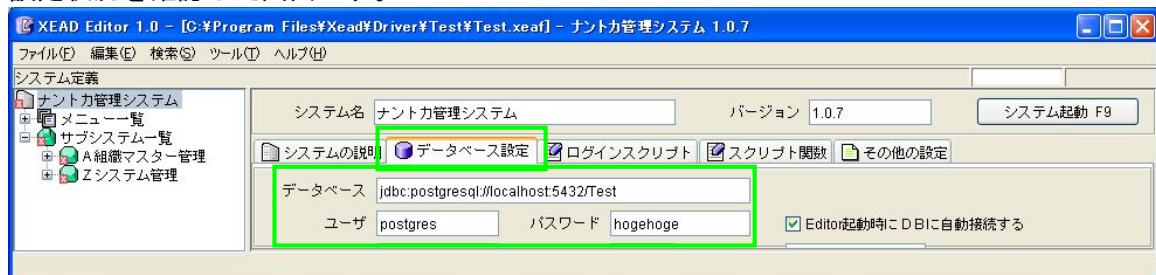 XEAD Editor 1.0 - [C:¥Program Files¥Xead¥Driver¥Test¥Test.xeaf] - ナントカ管理システム 1.0.7
ファイル(F) 編集(E) 検索(S) ツール(T) ヘルプ(H)
システム定義
ナントカ管理システム
メニュー一覧
サブシステム一覧
A 組織マスター管理
Z システム管理
システム名 ナントカ管理システム バージョン 1.0.7 システム起動 F9
システムの説明 データベース設定 ログインスクリプト スクリプト関数 その他の設定
データベース jdbc:postgresql://localhost:5432/Test
ユーザ postgres パスワード hogehoge Editor起動時にDBに自動接続する